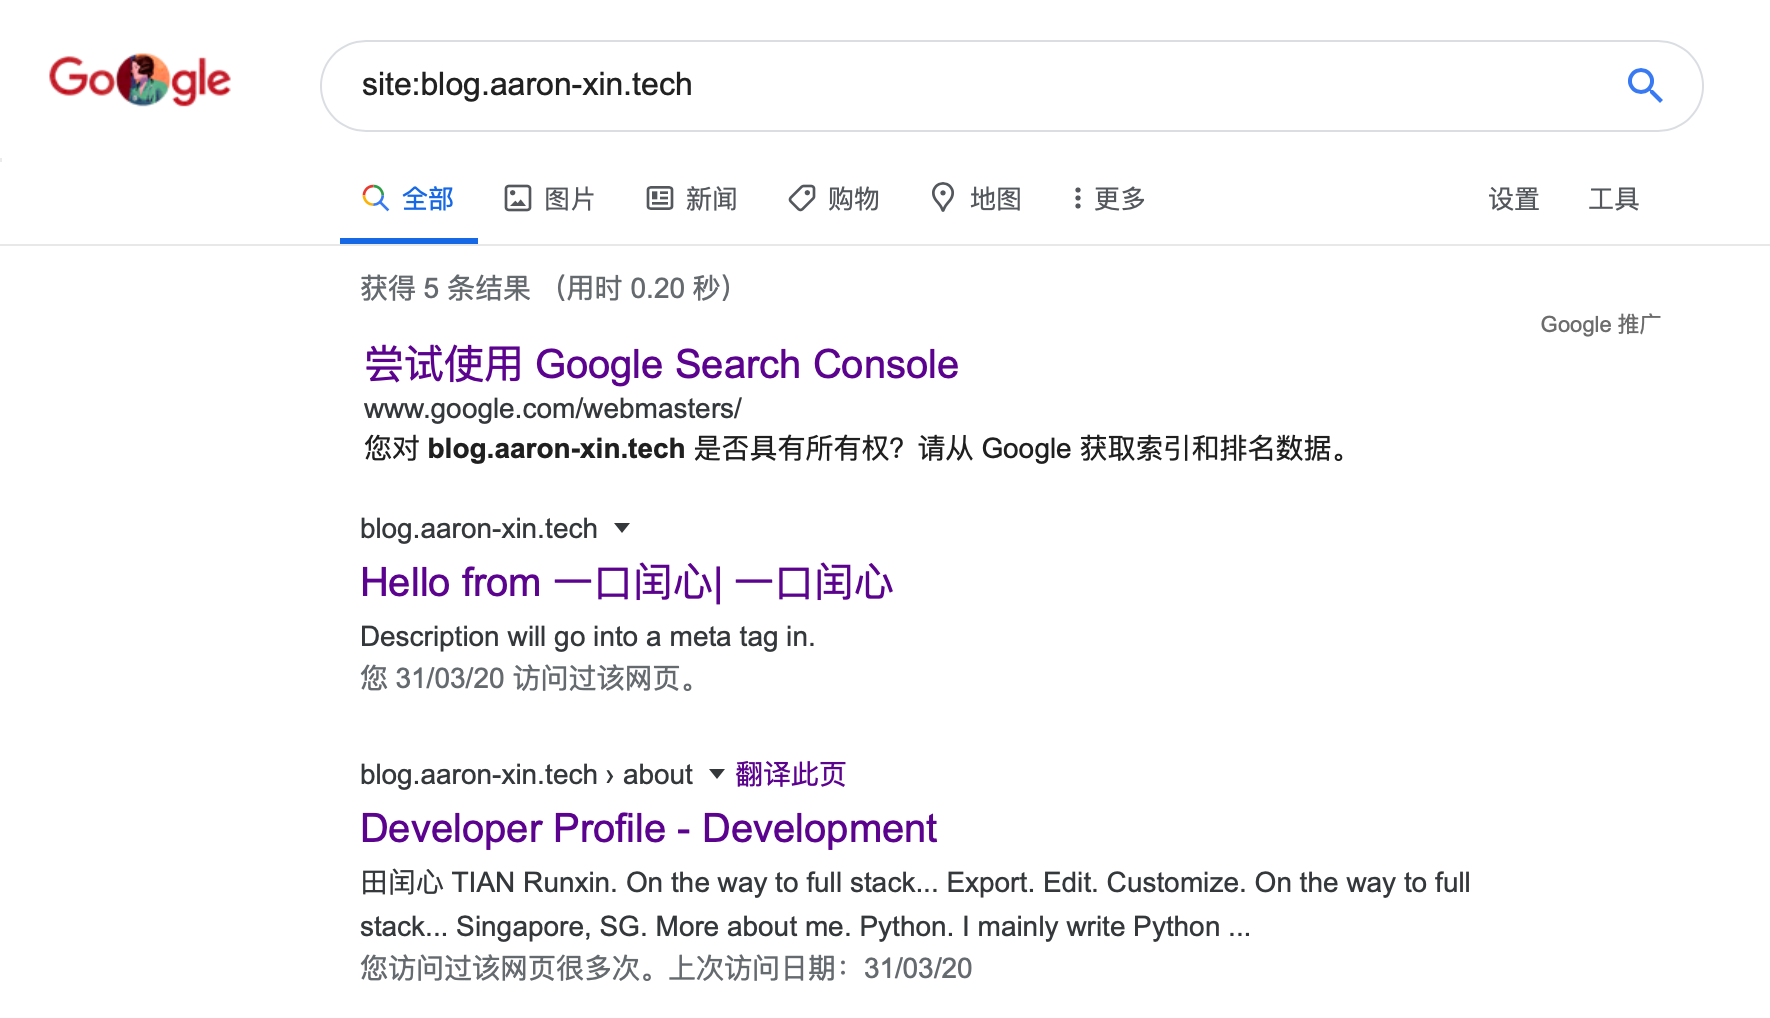 Google
site:blog.aaron-xin.tech
全部 图片 新闻 购物 地图 更多 设置 工具
获得 5 条结果 （用时 0.20 秒）
Google 推广
尝试使用 Google Search Console
www.google.com/webmasters/
您对 blog.aaron-xin.tech 是否具有所有权？请从 Google 获取索引和排名数据。
blog.aaron-xin.tech
Hello from 一口闰心| 一口闰心
Description will go into a meta tag in.
您 31/03/20 访问过该网页。
blog.aaron-xin.tech › about 翻译此页
Developer Profile - Development
田闰心 TIAN Runxin. On the way to full stack... Export. Edit. Customize. On the way to full
stack... Singapore, SG. More about me. Python. I mainly write Python ...
您访问过该网页很多次。上次访问日期：31/03/20